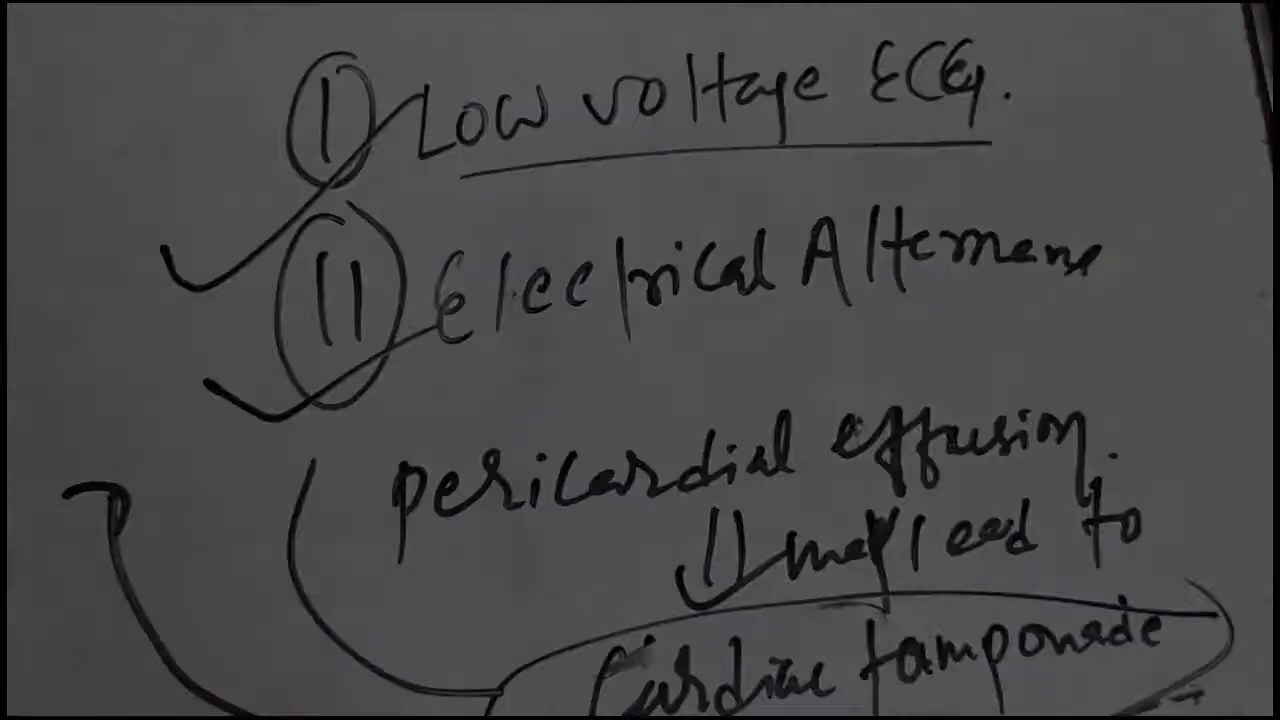 I Low voltage ECG.
II Electrical Alternans
pericardial effusion.
may lead to
Cardiac tamponade